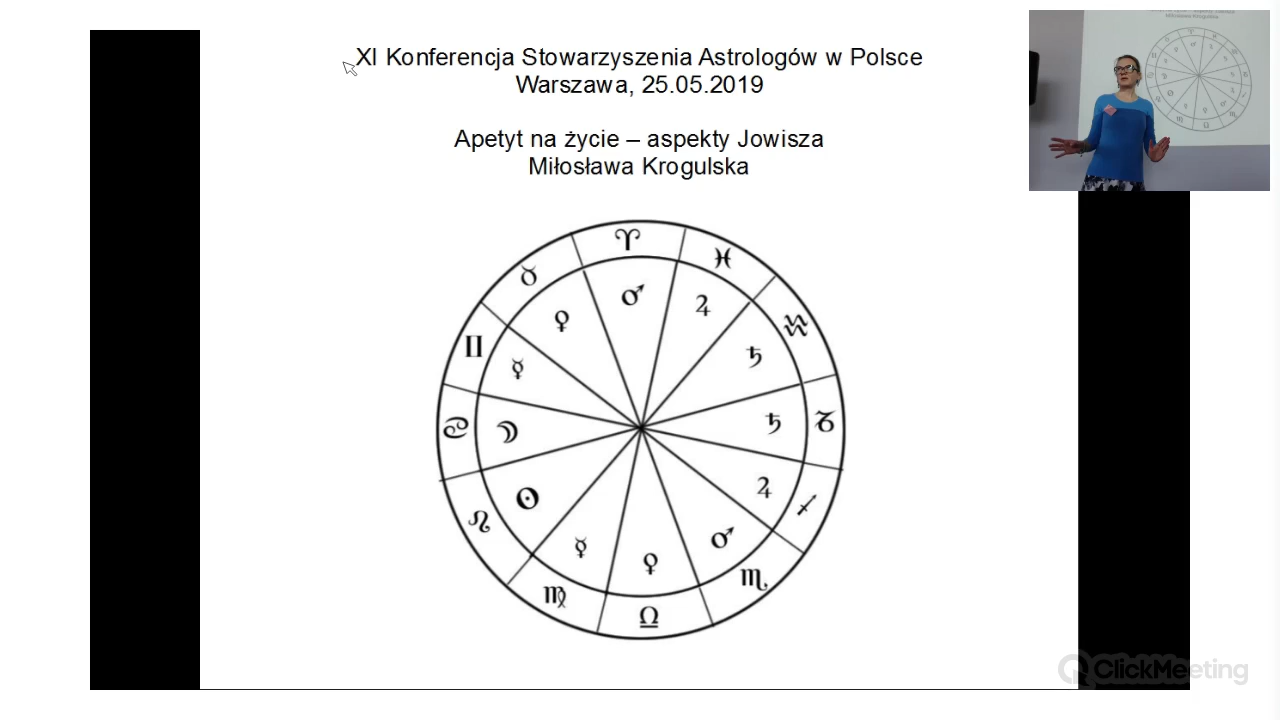 XI Konferencja Stowarzyszenia Astrologów w Polsce
Warszawa, 25.05.2019
Apetyt na życie – aspekty Jowisza
Miłosława Krogulska
ClickMeeting